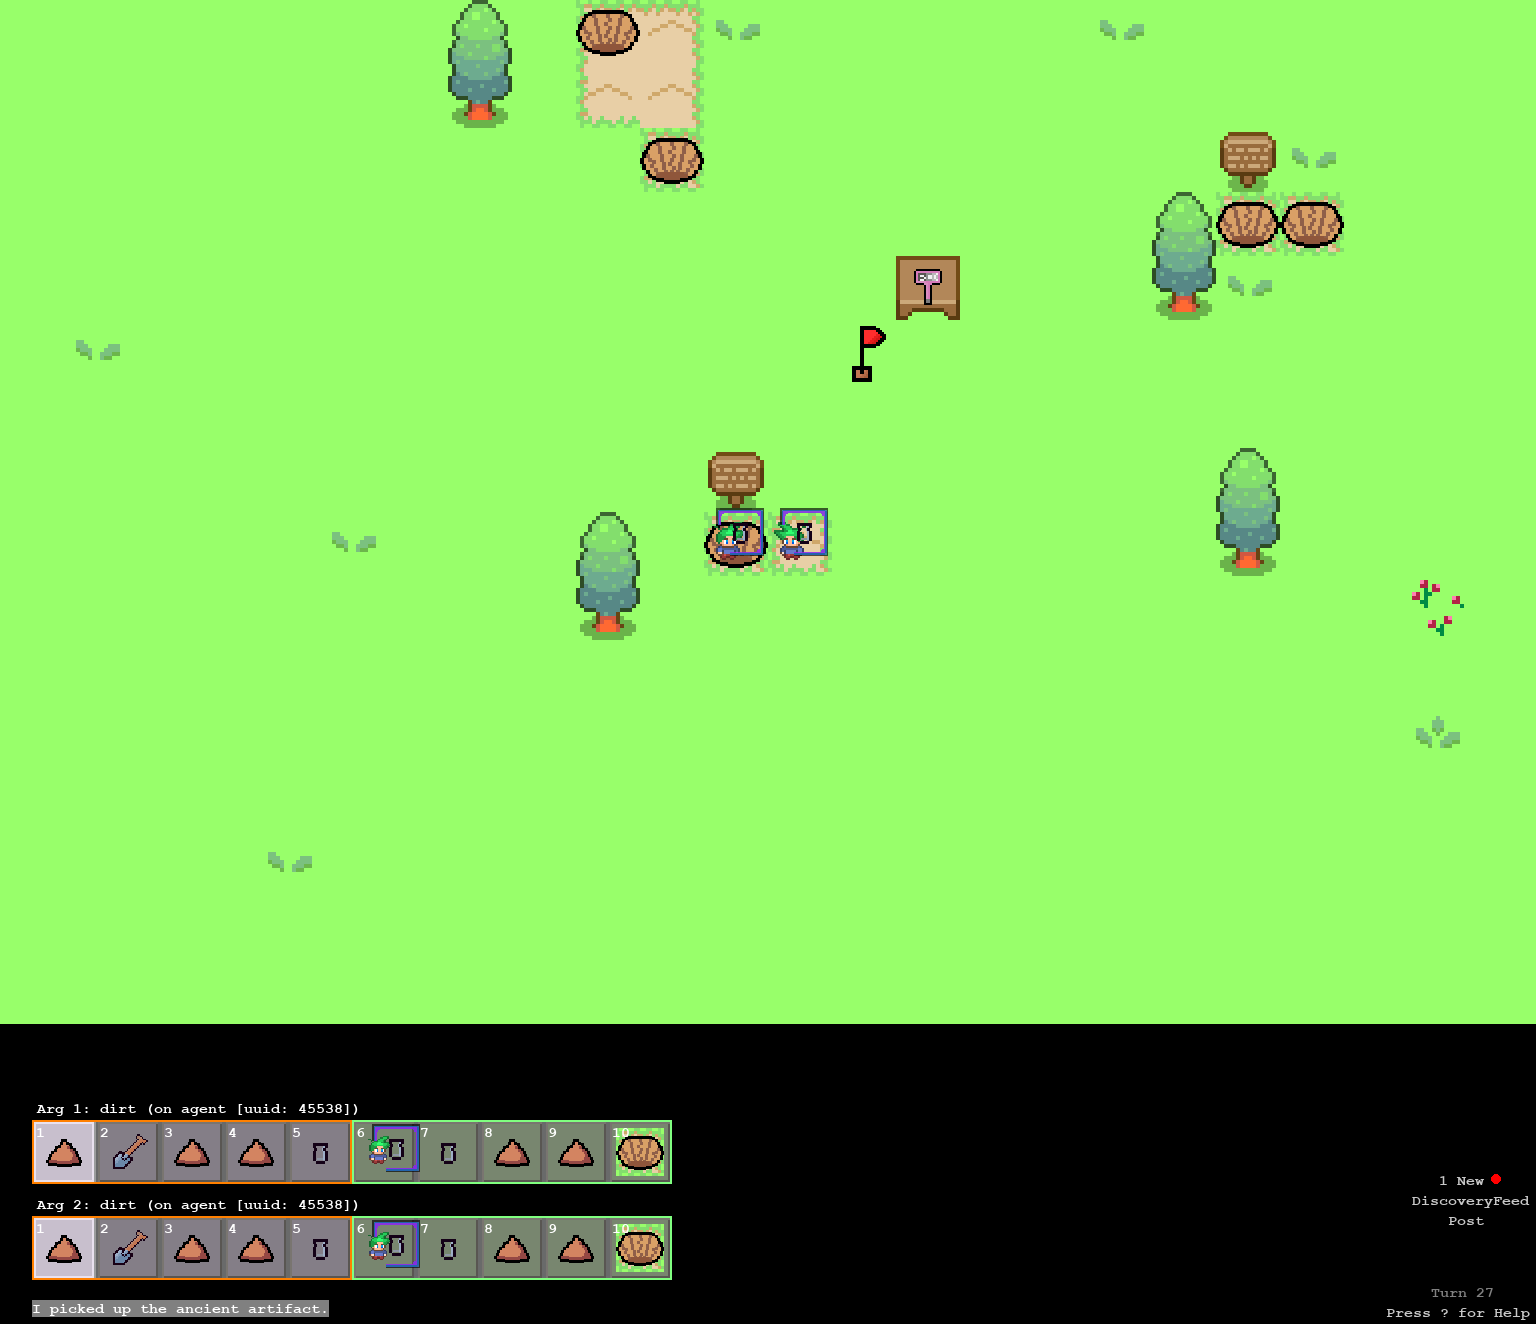 Arg 1: dirt (on agent [uuid: 45538])
1 2 3 4 5 6 7 8 9 10
Arg 2: dirt (on agent [uuid: 45538])
1 2 3 4 5 6 7 8 9 10
I picked up the ancient artifact.
1 New
DiscoveryFeed
Post
Turn 27
Press ? for Help